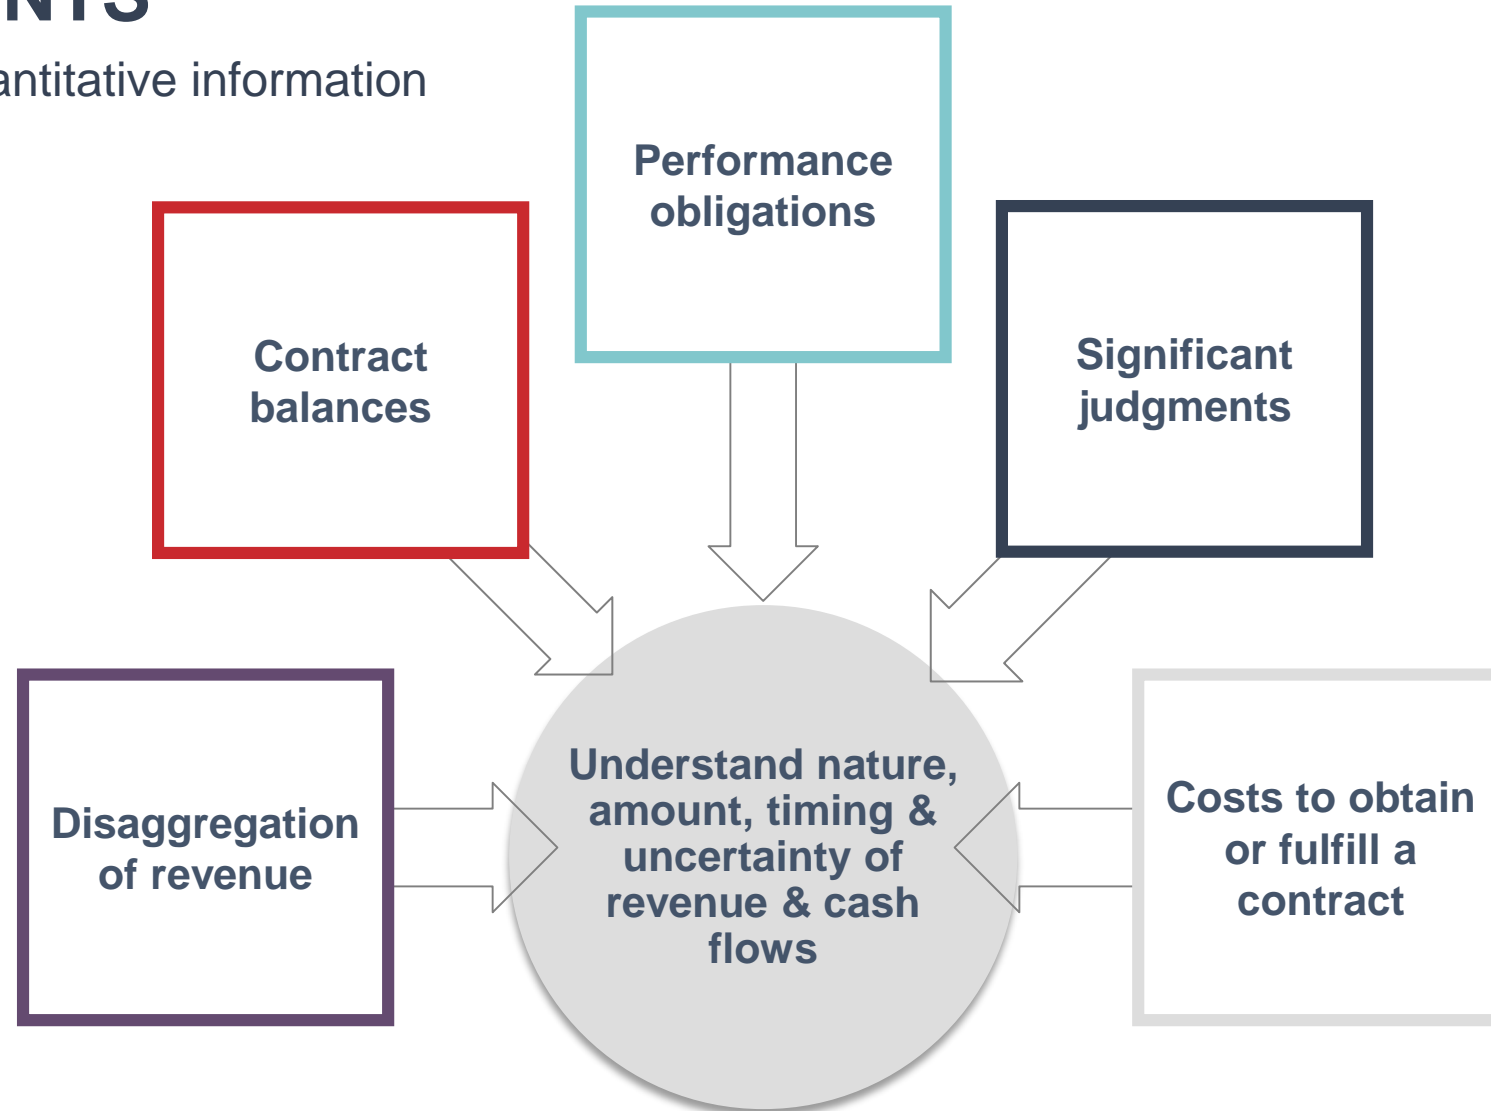 NTS
antitative information
Performance
obligations
Contract
balances
Significant
judgments
Disaggregation
of revenue
Understand nature,
amount, timing &
uncertainty of
revenue & cash
flows
Costs to obtain
or fulfill a
contract